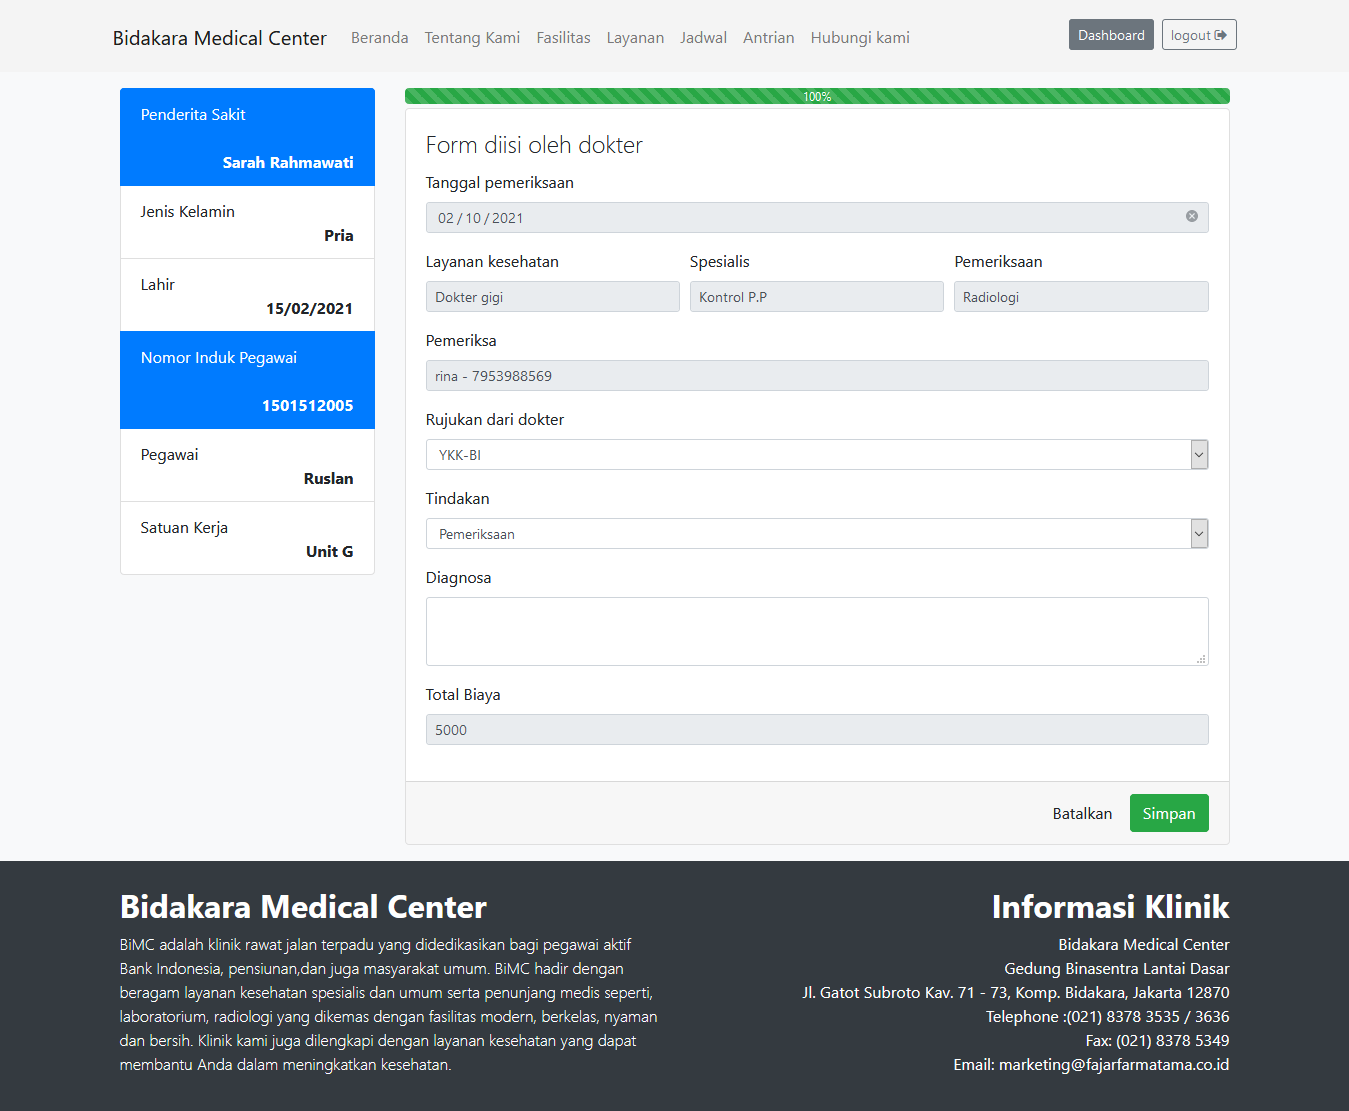 Bidakara Medical Center Beranda Tentang Kami Fasilitas Layanan Jadwal Antrian Hubungi kami Dashboard logout
Penderita Sakit
Sarah Rahmawati
Jenis Kelamin
Pria
Lahir
15/02/2021
Nomor Induk Pegawai
1501512005
Pegawai
Ruslan
Satuan Kerja
Unit G
100%
Form diisi oleh dokter
Tanggal pemeriksaan
02 / 10 / 2021
Layanan kesehatan Spesialis Pemeriksaan
Dokter gigi Kontrol P.P Radiologi
Pemeriksa
rina - 7953988569
Rujukan dari dokter
YKK-BI
Tindakan
Pemeriksaan
Diagnosa
Total Biaya
5000
Batalkan Simpan
Bidakara Medical Center
BiMC adalah klinik rawat jalan terpadu yang didedikasikan bagi pegawai aktif
Bank Indonesia, pensiunan,dan juga masyarakat umum. BiMC hadir dengan
beragam layanan kesehatan spesialis dan umum serta penunjang medis seperti,
laboratorium, radiologi yang dikemas dengan fasilitas modern, berkelas, nyaman
dan bersih. Klinik kami juga dilengkapi dengan layanan kesehatan yang dapat
membantu Anda dalam meningkatkan kesehatan.
Informasi Klinik
Bidakara Medical Center
Gedung Binasentra Lantai Dasar
Jl. Gatot Subroto Kav. 71 - 73, Komp. Bidakara, Jakarta 12870
Telephone :(021) 8378 3535 / 3636
Fax: (021) 8378 5349
Email: marketing@fajarfarmatama.co.id